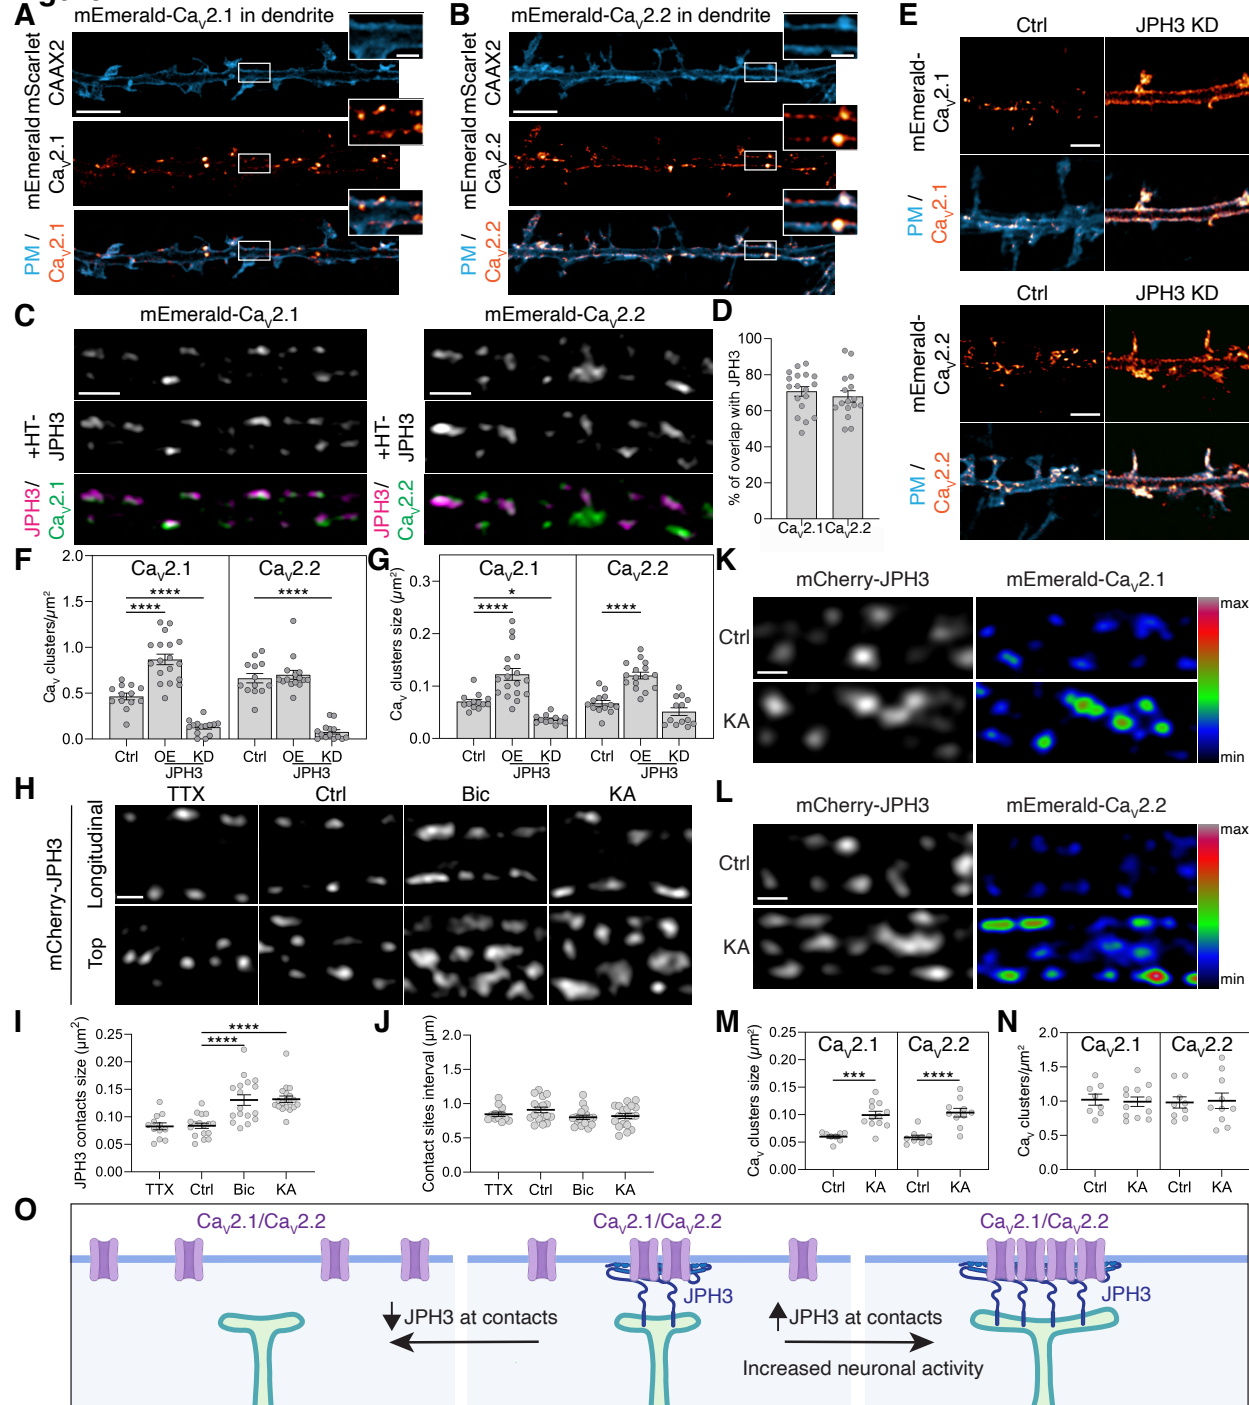 A
mEmerald-CaV2.1 in dendrite
mScarlet
CAAX2
mEmerald
CaV2.1
PM /
CaV2.1
B
mEmerald-CaV2.2 in dendrite
mScarlet
CAAX2
mEmerald
CaV2.2
PM /
CaV2.2
C
mEmerald-CaV2.1
mEmerald-CaV2.2
+HT-
JPH3
JPH3/
CaV2.1
+HT-
JPH3
JPH3/
CaV2.2
D
% of overlap with JPH3
100
80
60
40
20
0
CaV2.1 CaV2.2
E
Ctrl
JPH3 KD
mEmerald-
CaV2.1
PM /
CaV2.1
Ctrl
JPH3 KD
mEmerald-
CaV2.2
PM /
CaV2.2
F
CaV clusters/µm²
2.0
1.5
1.0
0.5
0.0
CaV2.1
CaV2.2
****
****
****
Ctrl OE KD
JPH3
Ctrl OE KD
JPH3
G
CaV clusters size (µm²)
0.3
0.2
0.1
0.0
CaV2.1
CaV2.2
*
****
****
Ctrl OE KD
JPH3
Ctrl OE KD
JPH3
H
TTX
Ctrl
Bic
KA
mCherry-JPH3
Longitudinal
Top
I
JPH3 contacts size (µm²)
0.25
0.20
0.15
0.10
0.05
0.00
****
****
TTX Ctrl Bic KA
J
Contact sites interval (µm)
2.0
1.5
1.0
0.5
0.0
TTX Ctrl Bic KA
K
mCherry-JPH3
mEmerald-CaV2.1
Ctrl
KA
max
min
L
mCherry-JPH3
mEmerald-CaV2.2
Ctrl
KA
max
min
M
CaV clusters size (µm²)
0.25
0.20
0.15
0.10
0.05
0.00
CaV2.1
CaV2.2
***
****
Ctrl KA Ctrl KA
N
CaV clusters/µm²
2.0
1.5
1.0
0.5
0.0
CaV2.1
CaV2.2
Ctrl KA Ctrl KA
O
CaV2.1/CaV2.2
CaV2.1/CaV2.2
CaV2.1/CaV2.2
JPH3
JPH3
JPH3 at contacts
JPH3 at contacts
Increased neuronal activity